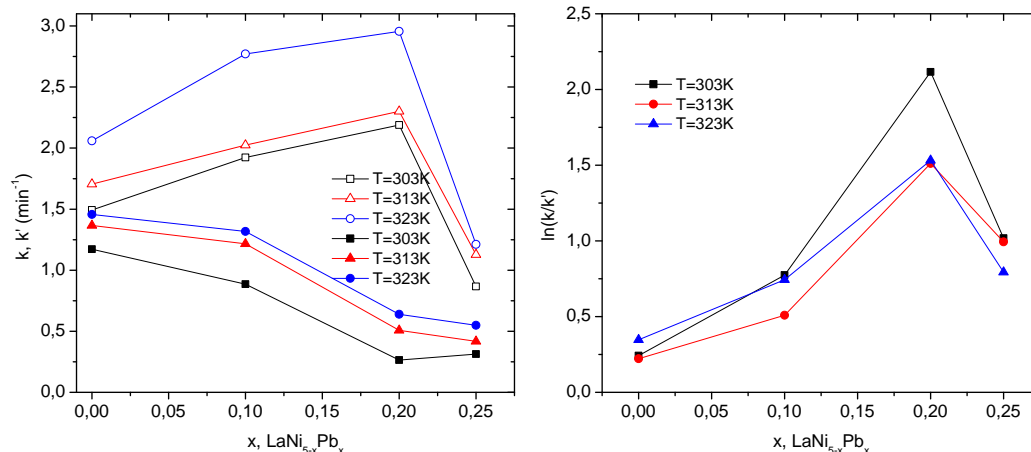 3,0
2,5
2,0
1,5
1,0
0,5
0,0
k, k' (min⁻¹)
T=303K
T=313K
T=323K
T=303K
T=313K
T=323K
0,00 0,05 0,10 0,15 0,20 0,25
x, LaNi₅₋ₓPbₓ
2,5
2,0
1,5
1,0
0,5
0,0
ln(k/k')
T=303K
T=313K
T=323K
0,00 0,05 0,10 0,15 0,20 0,25
x, LaNi₅₋ₓPbₓ